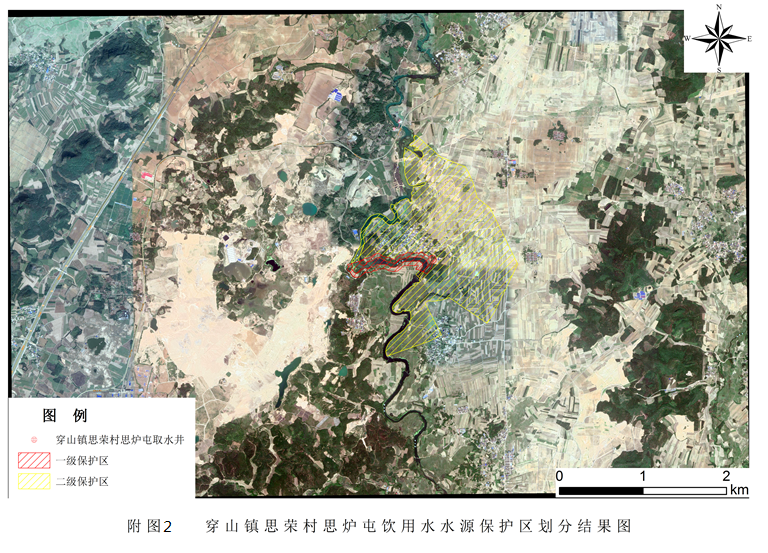 N
W E
S
图 例
穿山镇思荣村思炉屯取水井
一级保护区
二级保护区
0 1 2
km
附图2 穿山镇思荣村思炉屯饮用水水源保护区划分结果图